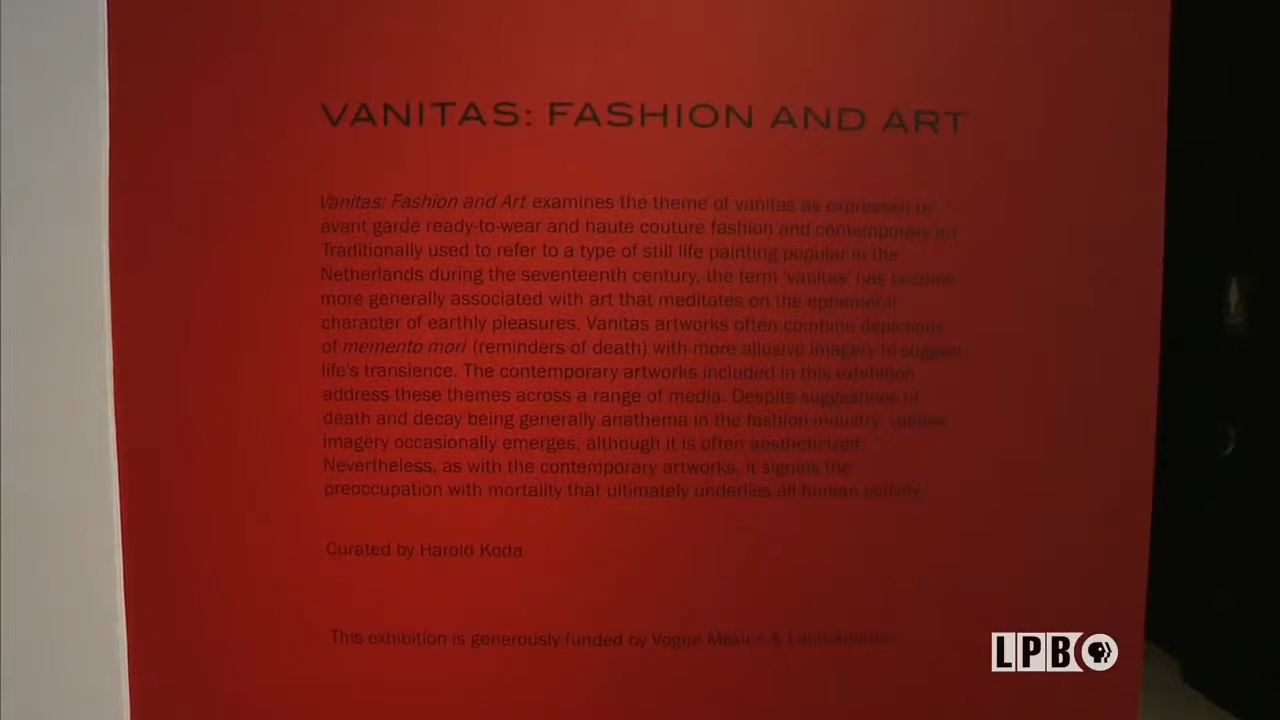 VANITAS: FASHION AND ART
Vanitas: Fashion and Art examines the theme of vanitas as expressed by
avant garde ready-to-wear and haute couture fashion and contemporary art.
Traditionally used to refer to a type of still life painting popular in the
Netherlands during the seventeenth century, the term 'vanitas' has become
more generally associated with art that meditates on the ephemeral
character of earthly pleasures. Vanitas artworks often combine depictions
of memento mori (reminders of death) with more allusive imagery to suggest
life's transience. The contemporary artworks included in this exhibition
address these themes across a range of media. Despite suggestions of
death and decay being generally anathema in the fashion industry, vanitas
imagery occasionally emerges, although it is often aestheticized.
Nevertheless, as with the contemporary artworks, it signals the
preoccupation with mortality that ultimately underlies all human activity.
Curated by Harold Koda
This exhibition is generously funded by Vogue Mexico & Latin America
LPB